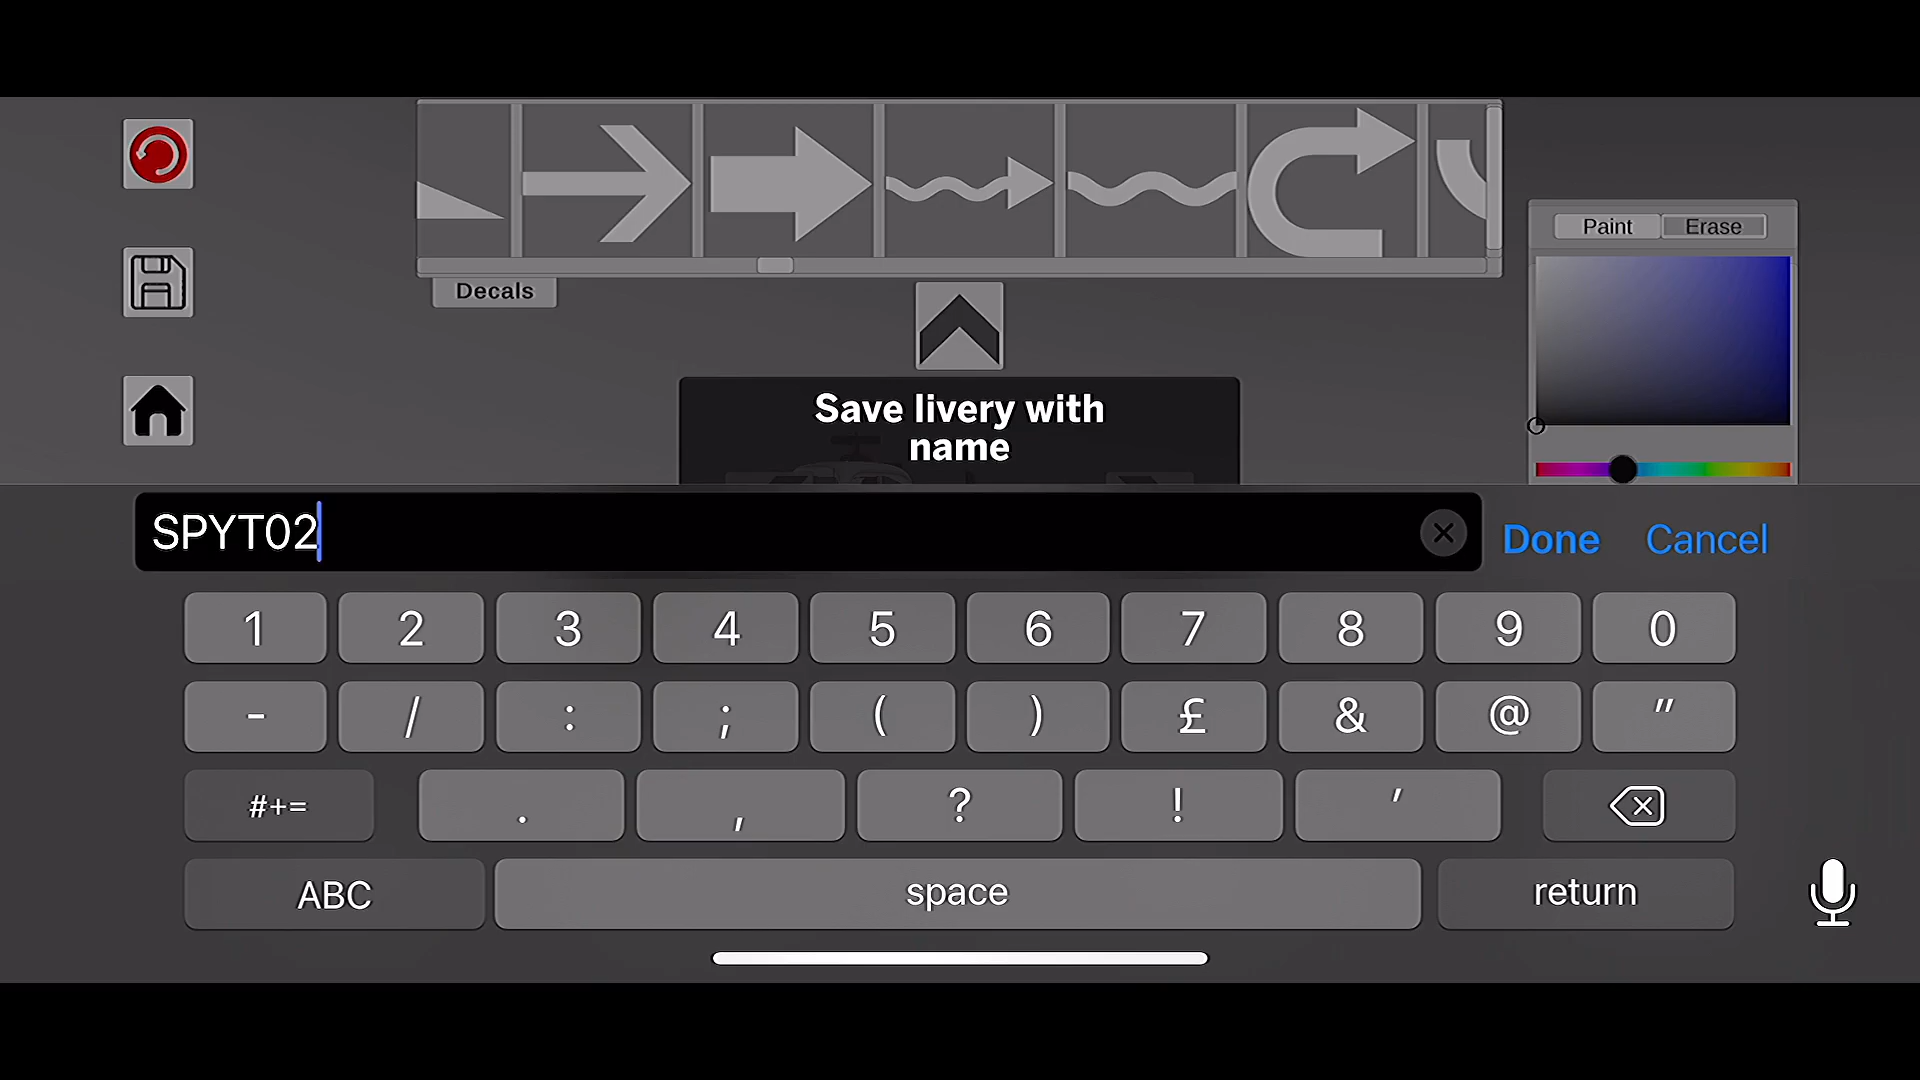 Paint Erase
Decals
Save livery with
name
SPYT02
Done Cancel
1 2 3 4 5 6 7 8 9 0
- / : ; ( ) £ & @ "
#+= . , ? ! '
ABC space return